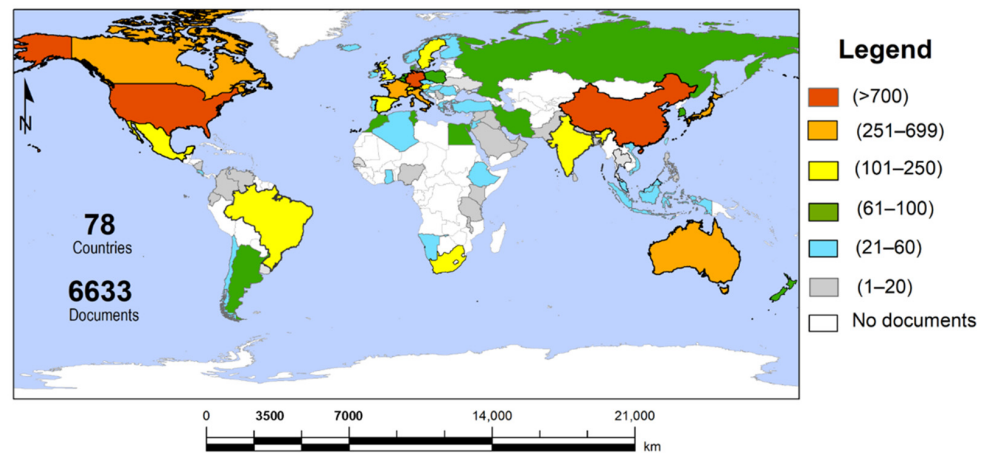 Legend
(>700)
(251–699)
(101–250)
(61–100)
(21–60)
(1–20)
No documents
N
78
Countries
6633
Documents
0 3500 7000 14,000 21,000
km